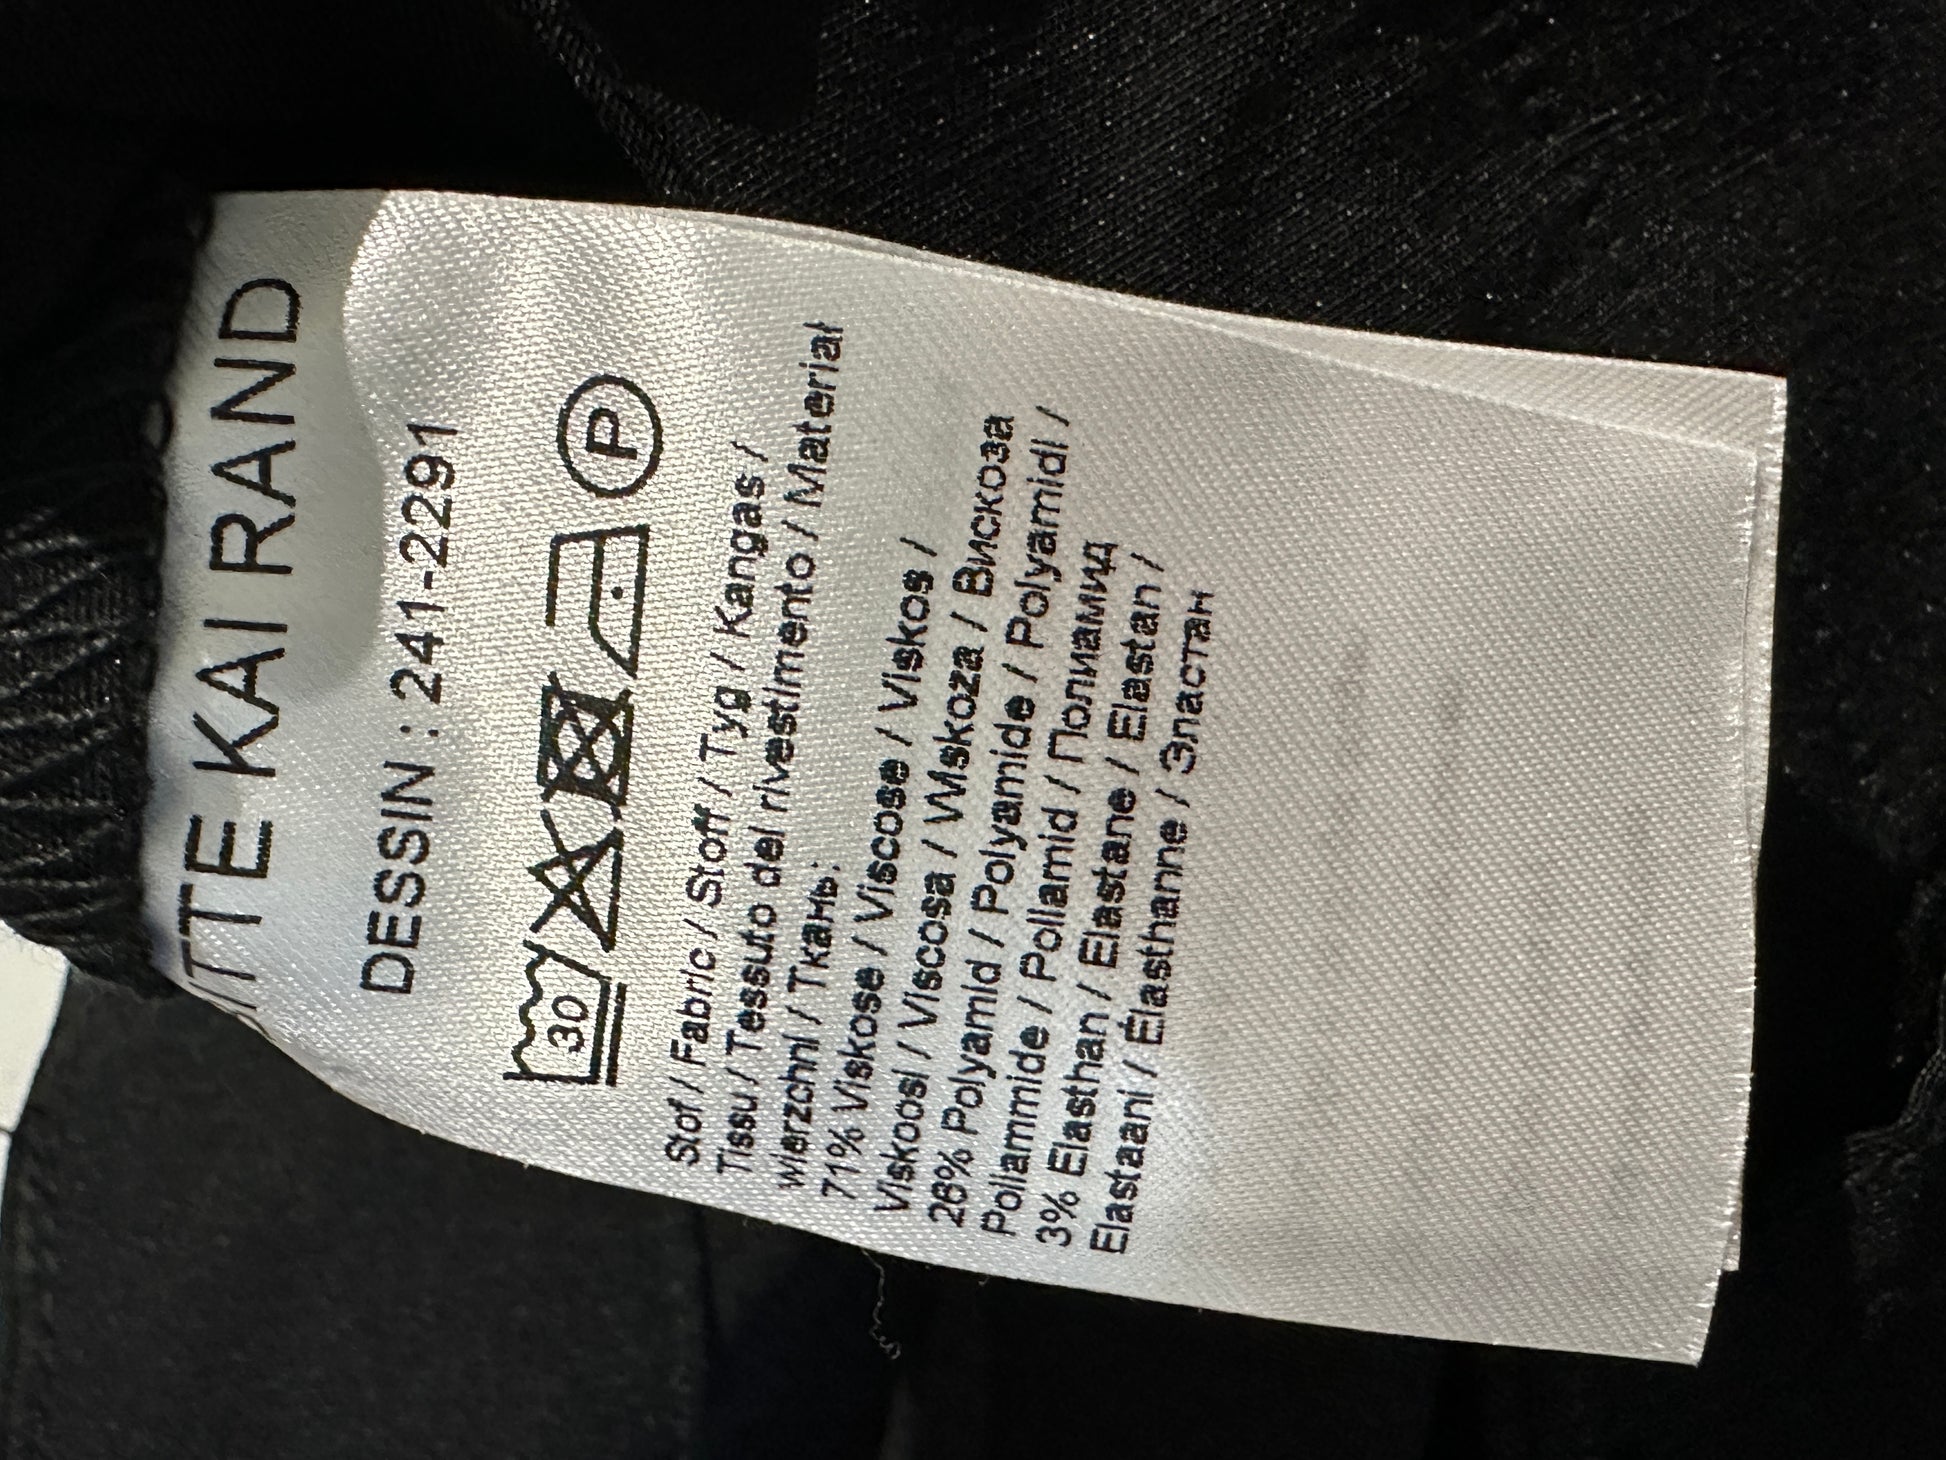 TTE KAI RAND
DESSIN : 241-2291
30 P
Stof / Fabric / Stoff / Tyg / Kangas /
Tissu / Tessuto del rivestimento / Materiał
wierzchni / Ткань:
71% Viskose / Viscose / Viskos /
Viskoosi / Viscosa / Wiskoza / Вискоза
26% Polyamid / Polyamide / Polyamidi /
Poliammide / Poliamid / Полиамид
3% Elasthan / Elastane / Elastan /
Elastaani / Élasthanne / Эластан